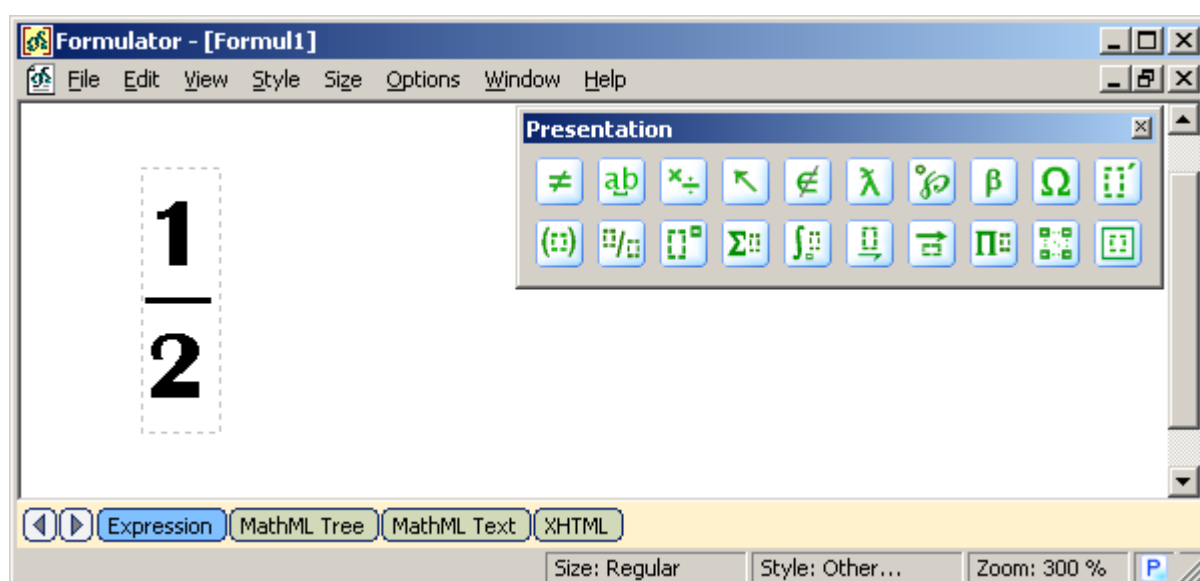 Formulator - [Formul1]
File Edit View Style Size Options Window Help
Presentation
≠ ab ×÷ ↖ ∉ ƛ °℘ β Ω [] ′
() / [] Σ ∫ → Π
1
2
Expression MathML Tree MathML Text XHTML
Size: Regular Style: Other... Zoom: 300 % P